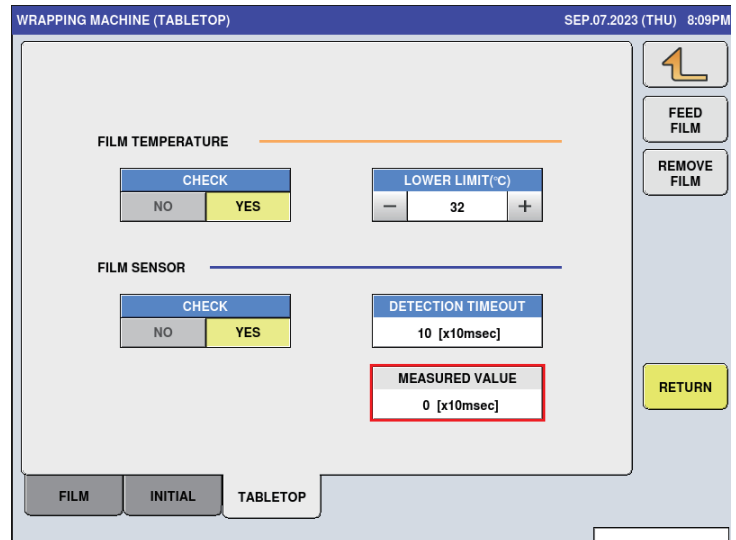 WRAPPING MACHINE (TABLETOP) SEP.07.2023 (THU) 8:09PM
FEED
FILM
REMOVE
FILM
FILM TEMPERATURE
CHECK
NO YES
LOWER LIMIT(°C)
− 32 +
FILM SENSOR
CHECK
NO YES
DETECTION TIMEOUT
10 [x10msec]
MEASURED VALUE
0 [x10msec]
RETURN
FILM INITIAL TABLETOP